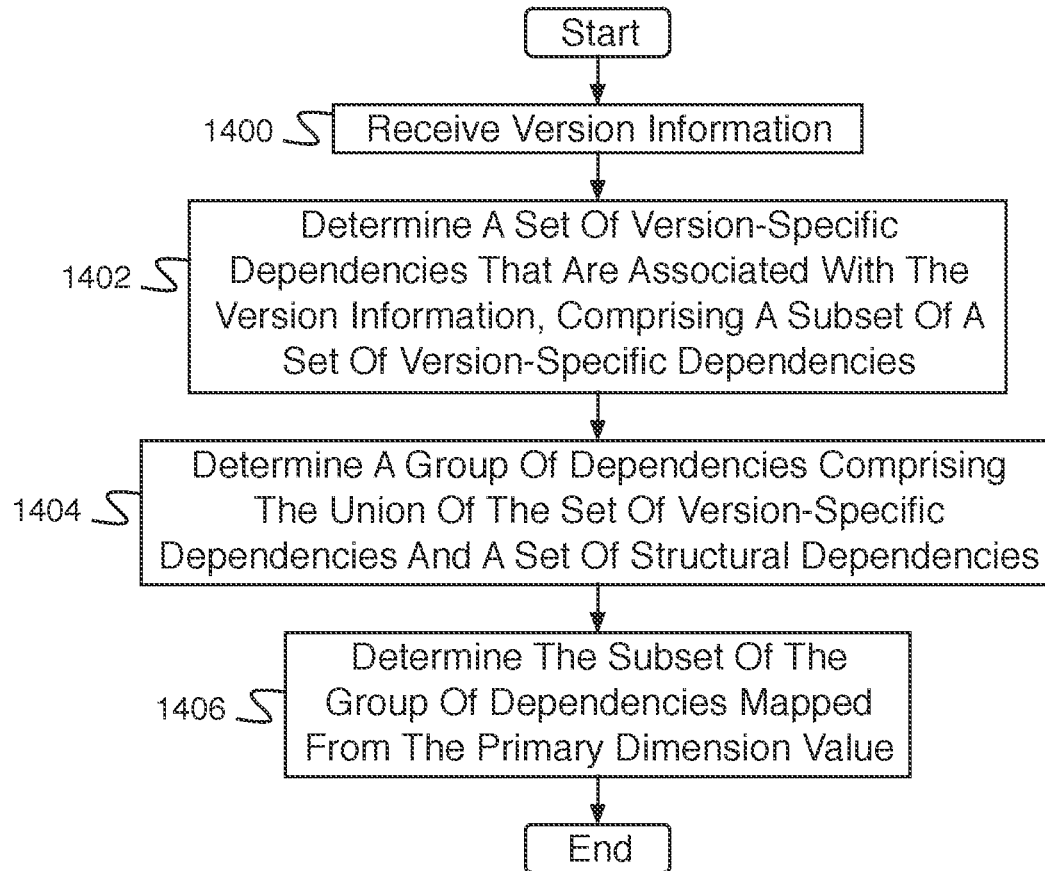 Start
1400
Receive Version Information
Determine A Set Of Version-Specific
1402
Dependencies That Are Associated With The
Version Information, Comprising A Subset Of A
Set Of Version-Specific Dependencies
Determine A Group Of Dependencies Comprising
1404
The Union Of The Set Of Version-Specific
Dependencies And A Set Of Structural Dependencies
Determine The Subset Of The
1406
Group Of Dependencies Mapped
From The Primary Dimension Value
End